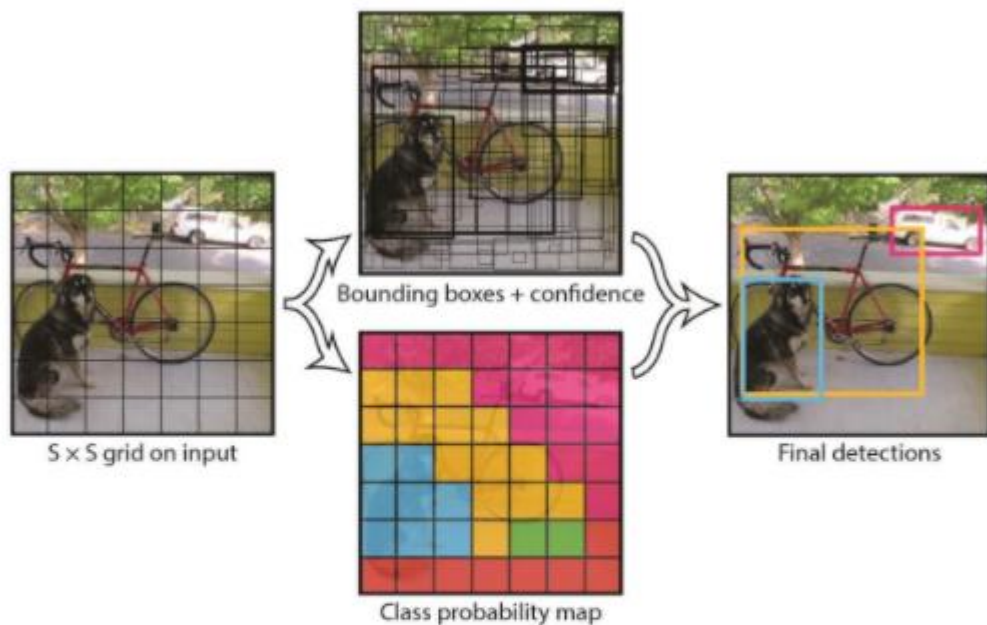 Bounding boxes + confidence
S × S grid on input
Final detections
Class probability map